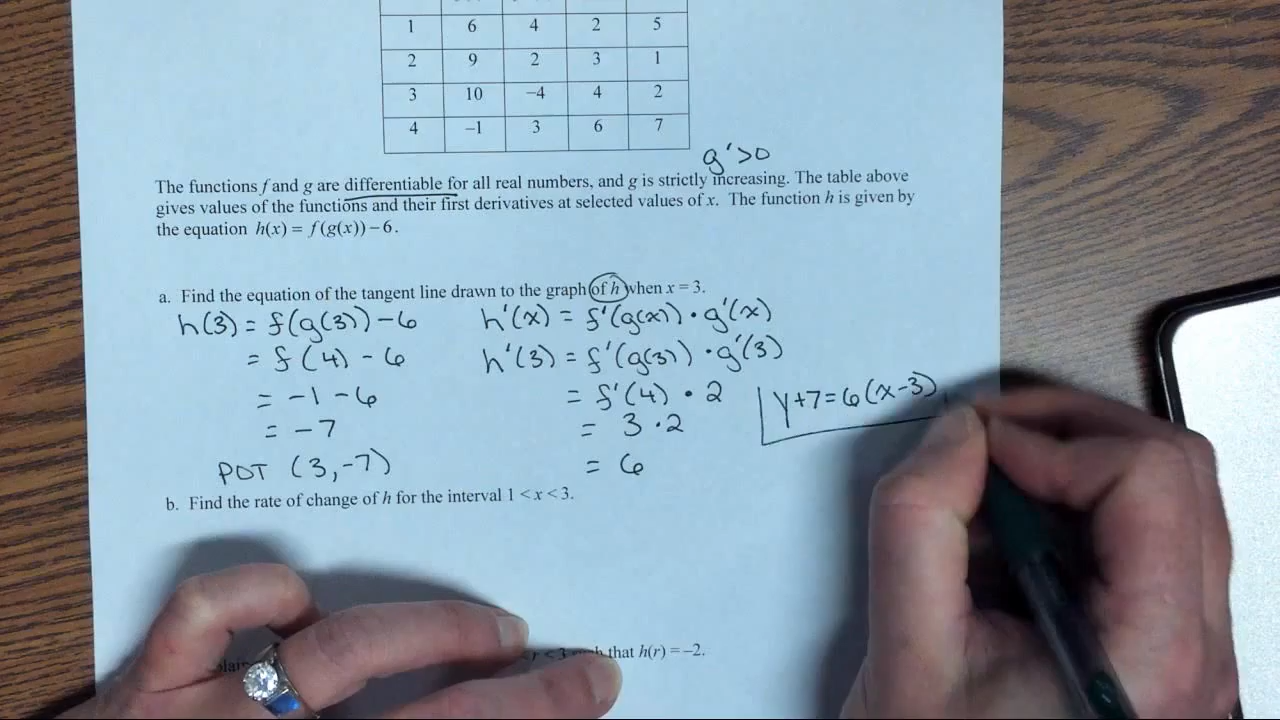 1 6 4 2 5
2 9 2 3 1
3 10 −4 4 2
4 −1 3 6 7
g'>0
The functions f and g are differentiable for all real numbers, and g is strictly increasing. The table above
gives values of the functions and their first derivatives at selected values of x. The function h is given by
the equation h(x) = f(g(x)) − 6.
a. Find the equation of the tangent line drawn to the graph of h when x = 3.
h(3) = f(g(3)) − 6
= f(4) − 6
= −1 − 6
= −7
POT (3, −7)
h'(x) = f'(g(x)) • g'(x)
h'(3) = f'(g(3)) • g'(3)
= f'(4) • 2
= 3 • 2
= 6
y+7=6(x−3)
b. Find the rate of change of h for the interval 1 < x < 3.
that h(r) = −2.